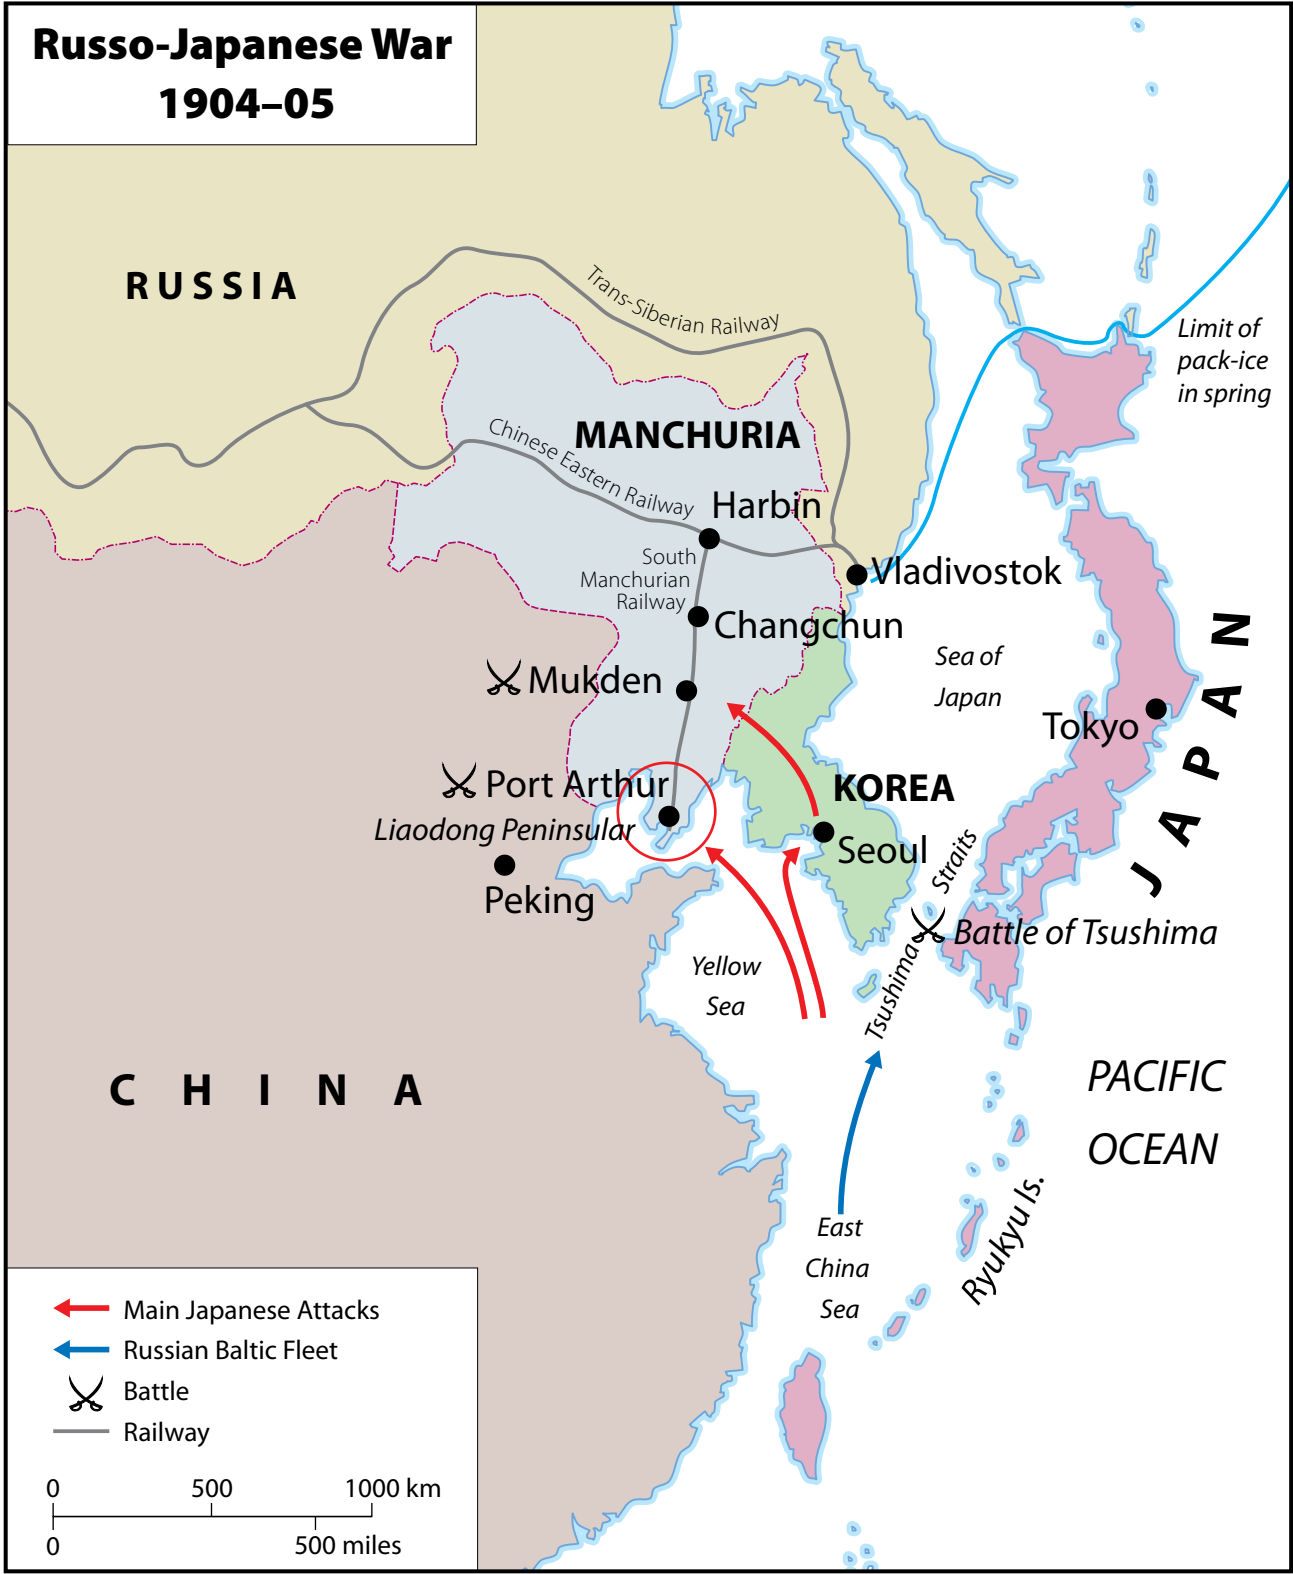 Russo-Japanese War
1904–05
RUSSIA
Trans-Siberian Railway
Limit of
pack-ice
in spring
MANCHURIA
Chinese Eastern Railway
Harbin
South
Manchurian
Railway
Vladivostok
Changchun
Sea of
Japan
JAPAN
Mukden
Tokyo
Port Arthur
KOREA
Liaodong Peninsular
Seoul
Peking
Tsushima Straits
Battle of Tsushima
Yellow
Sea
CHINA
PACIFIC
OCEAN
Ryukyu Is.
East
China
Sea
Main Japanese Attacks
Russian Baltic Fleet
Battle
Railway
0 500 1000 km
0 500 miles